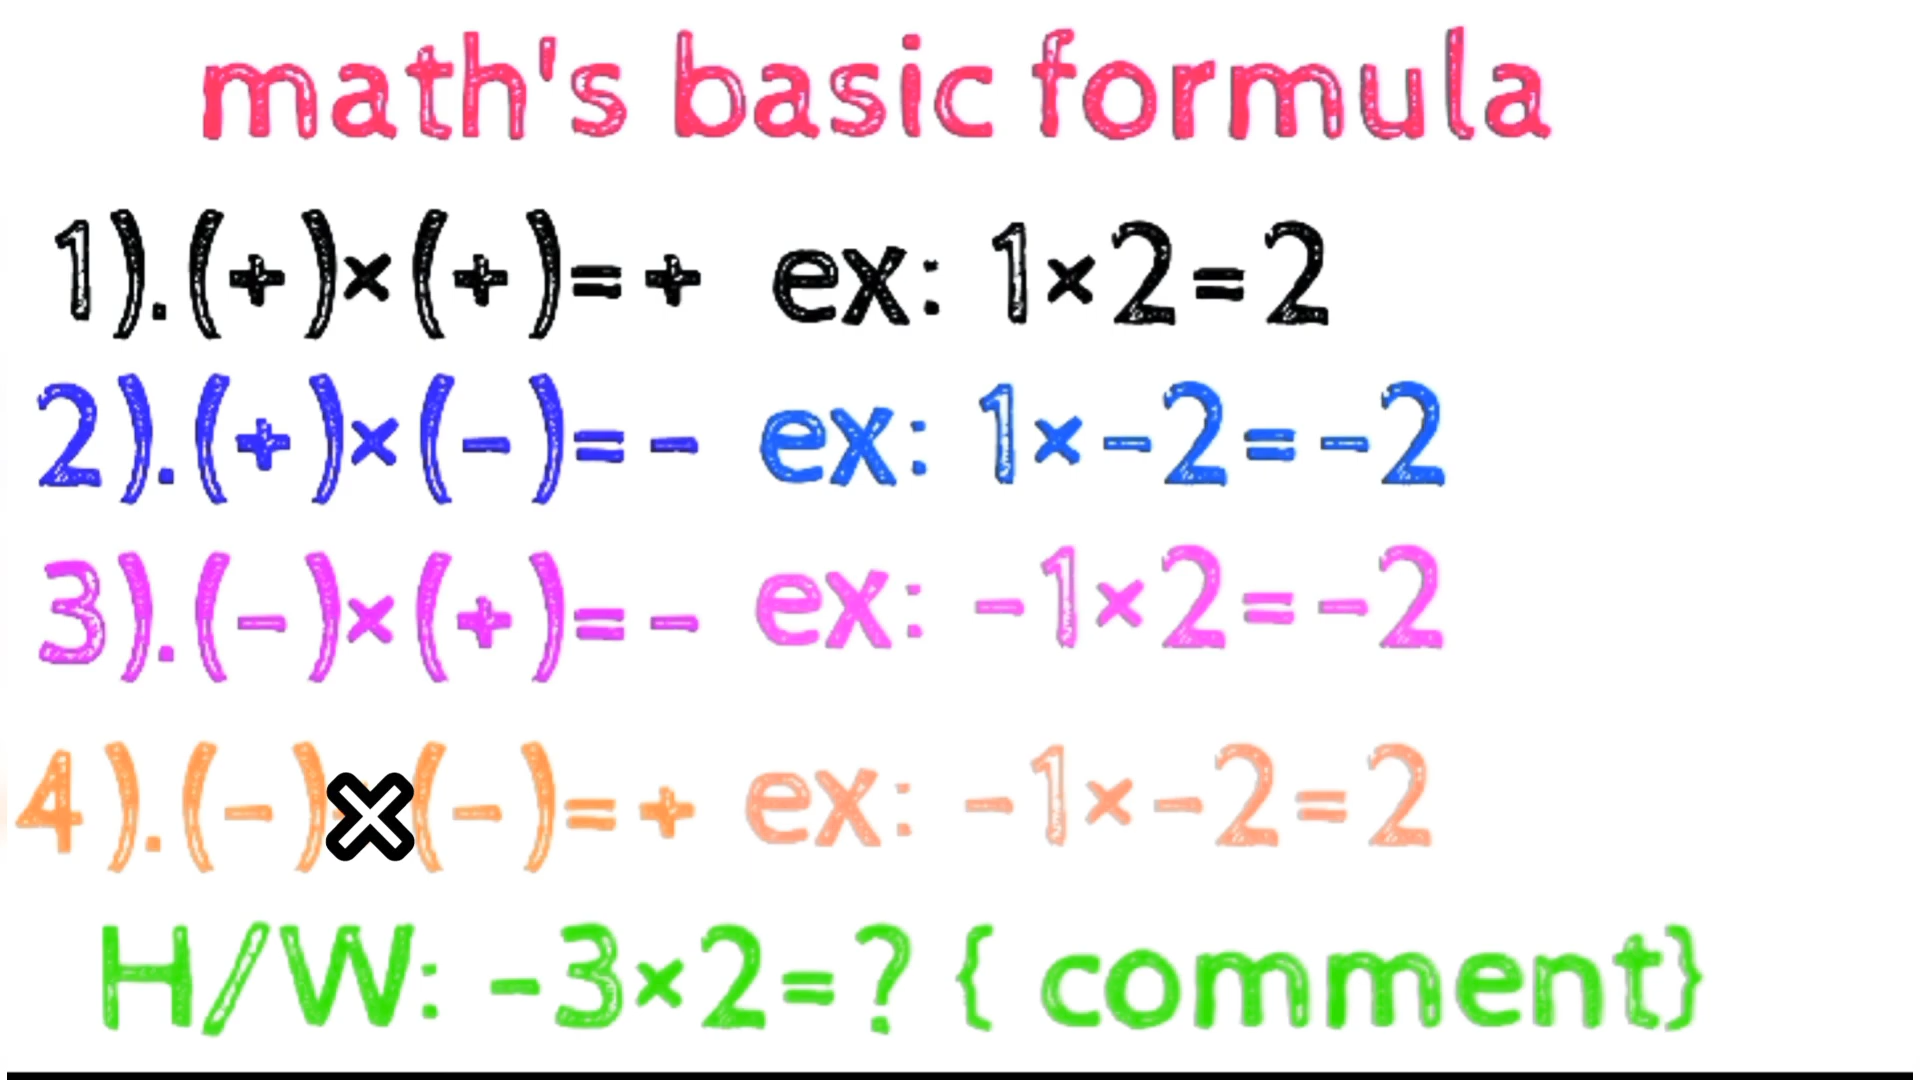 math's basic formula
1).(+)×(+)=+ ex: 1×2=2
2).(+)×(-)=- ex: 1×-2=-2
3).(-)×(+)=- ex: -1×2=-2
4).(-)×(-)=+ ex: -1×-2=2
H/W: -3×2=? { comment}